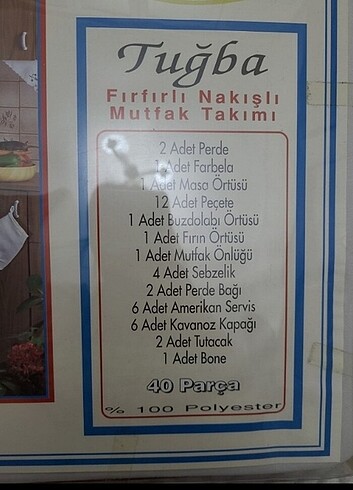 Tuğba
Fırfırlı Nakışlı
Mutfak Takımı
2 Adet Perde
1 Adet Farbela
1 Adet Masa Örtüsü
12 Adet Peçete
1 Adet Buzdolabı Örtüsü
1 Adet Fırın Örtüsü
1 Adet Mutfak Önlüğü
4 Adet Sebzelik
2 Adet Perde Bağı
6 Adet Amerikan Servis
6 Adet Kavanoz Kapağı
2 Adet Tutacak
1 Adet Bone
40 Parça
% 100 Polyester